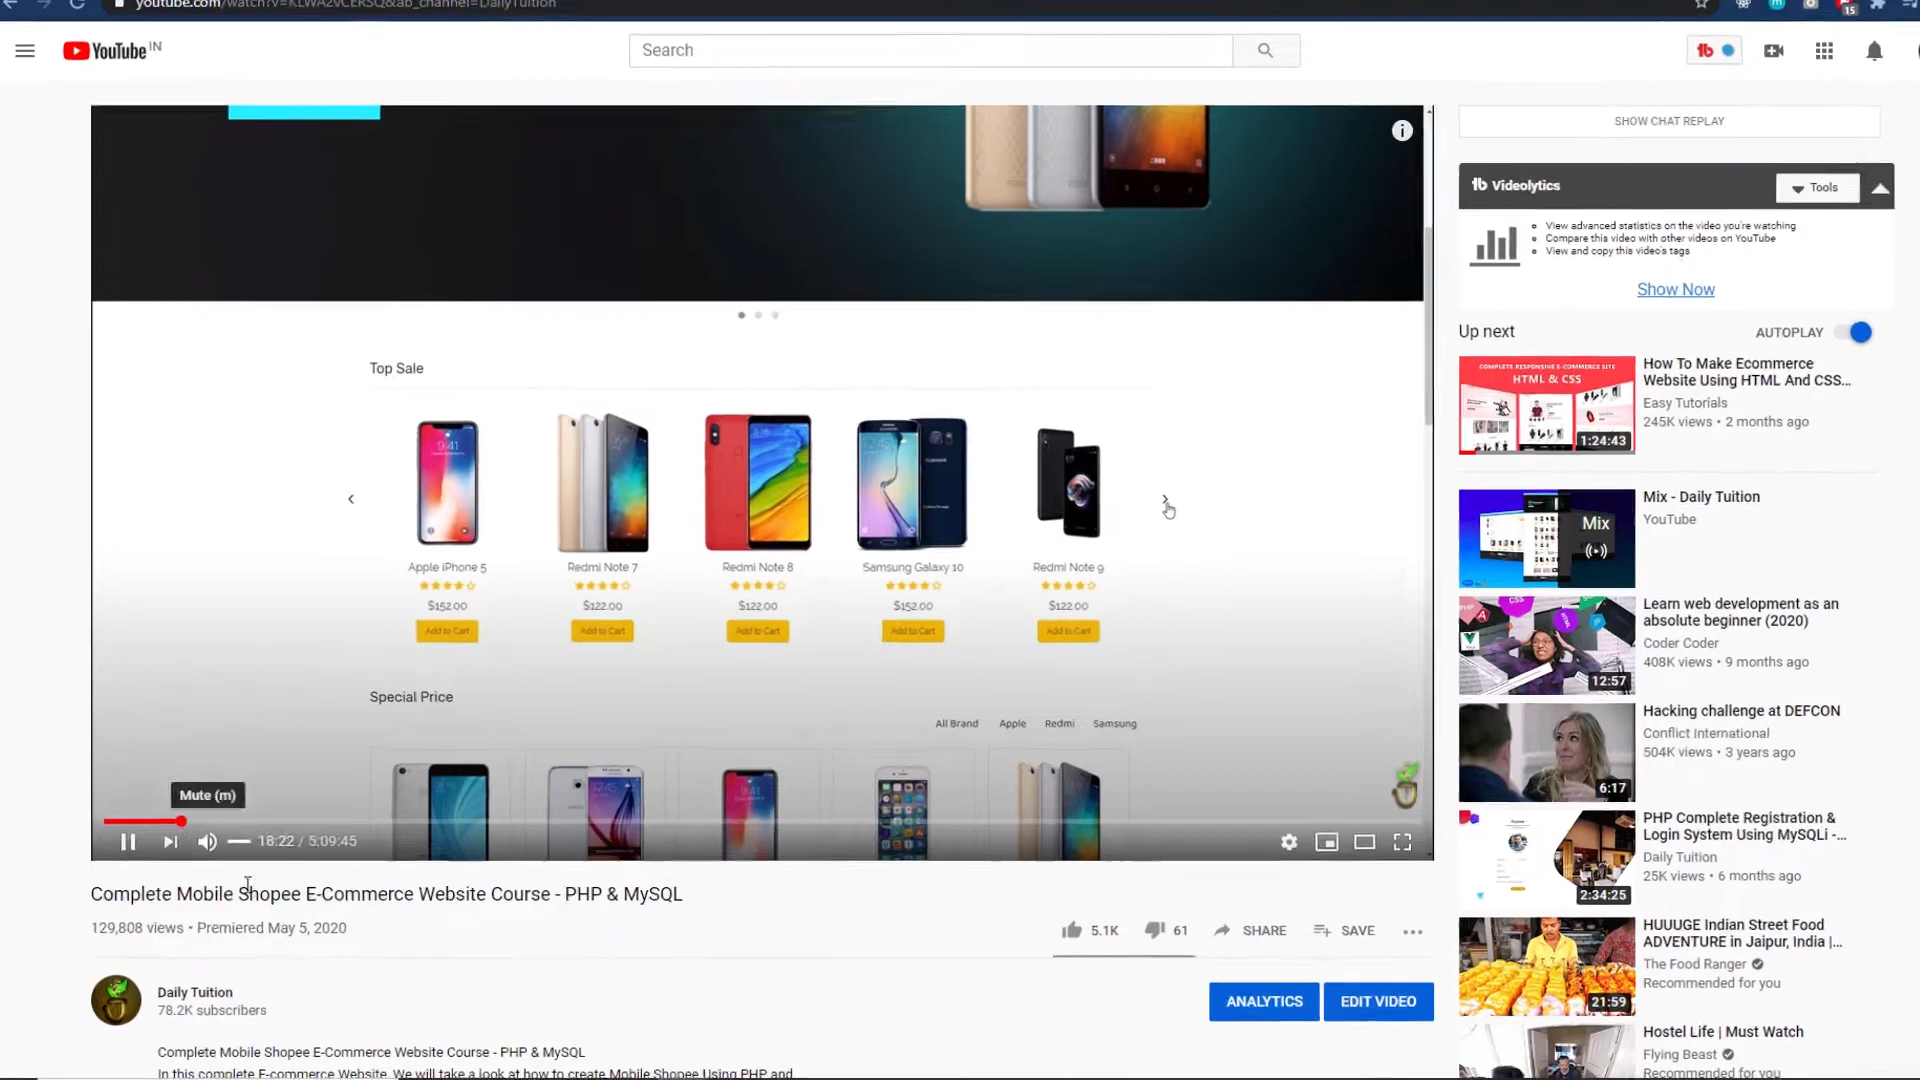 youtube.com/watch?v=KLWA2vCERSQ&ab_channel=DailyTuition
15
YouTube IN
Search
SHOW CHAT REPLAY
Videolytics
Tools
View advanced statistics on the video you're watching
Compare this video with other videos on YouTube
View and copy this video's tags
Show Now
Up next
AUTOPLAY
Top Sale
Apple iPhone 5
Redmi Note 7
Redmi Note 8
Samsung Galaxy 10
Redmi Note 9
$152.00
$122.00
$122.00
$152.00
$122.00
Add to Cart
Add to Cart
Add to Cart
Add to Cart
Add to Cart
Special Price
All Brand
Apple
Redmi
Samsung
Mute (m)
18:22 / 5:09:45
Complete Mobile Shopee E-Commerce Website Course - PHP & MySQL
129,808 views • Premiered May 5, 2020
5.1K
61
SHARE
SAVE
Daily Tuition
78.2K subscribers
ANALYTICS
EDIT VIDEO
Complete Mobile Shopee E-Commerce Website Course - PHP & MySQL
In this complete E-commerce Website, We will take a look at how to create Mobile Shopee Using PHP and
COMPLETE RESPONSIVE E-COMMERCE SITE
HTML & CSS
1:24:43
How To Make Ecommerce
Website Using HTML And CSS...
Easy Tutorials
245K views • 2 months ago
Mix
Mix - Daily Tuition
YouTube
12:57
Learn web development as an
absolute beginner (2020)
Coder Coder
408K views • 9 months ago
6:17
Hacking challenge at DEFCON
Conflict International
504K views • 3 years ago
2:34:25
PHP Complete Registration &
Login System Using MySQLi -...
Daily Tuition
25K views • 6 months ago
21:59
HUUUGE Indian Street Food
ADVENTURE in Jaipur, India |...
The Food Ranger
Recommended for you
Hostel Life | Must Watch
Flying Beast
Recommended for you